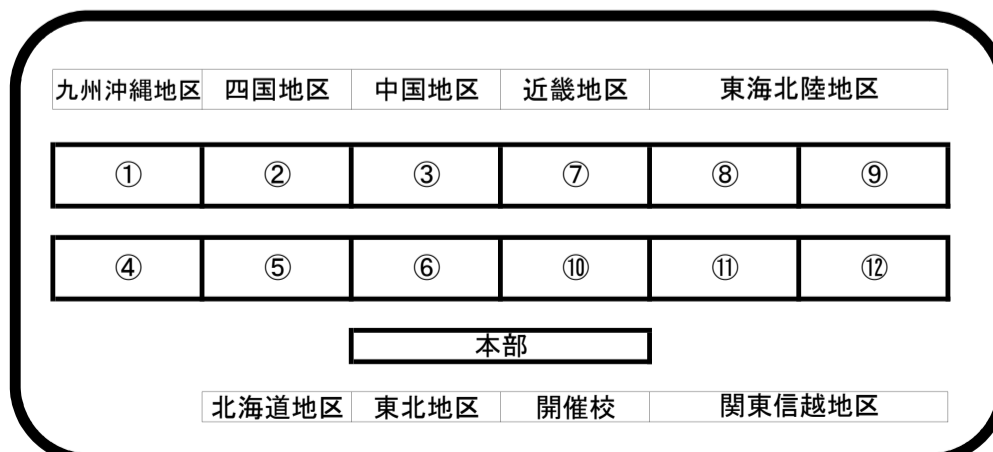 九州沖縄地区 四国地区 中国地区 近畿地区 東海北陸地区
① ② ③ ⑦ ⑧ ⑨
④ ⑤ ⑥ ⑩ ⑪ ⑫
本部
北海道地区 東北地区 開催校 関東信越地区